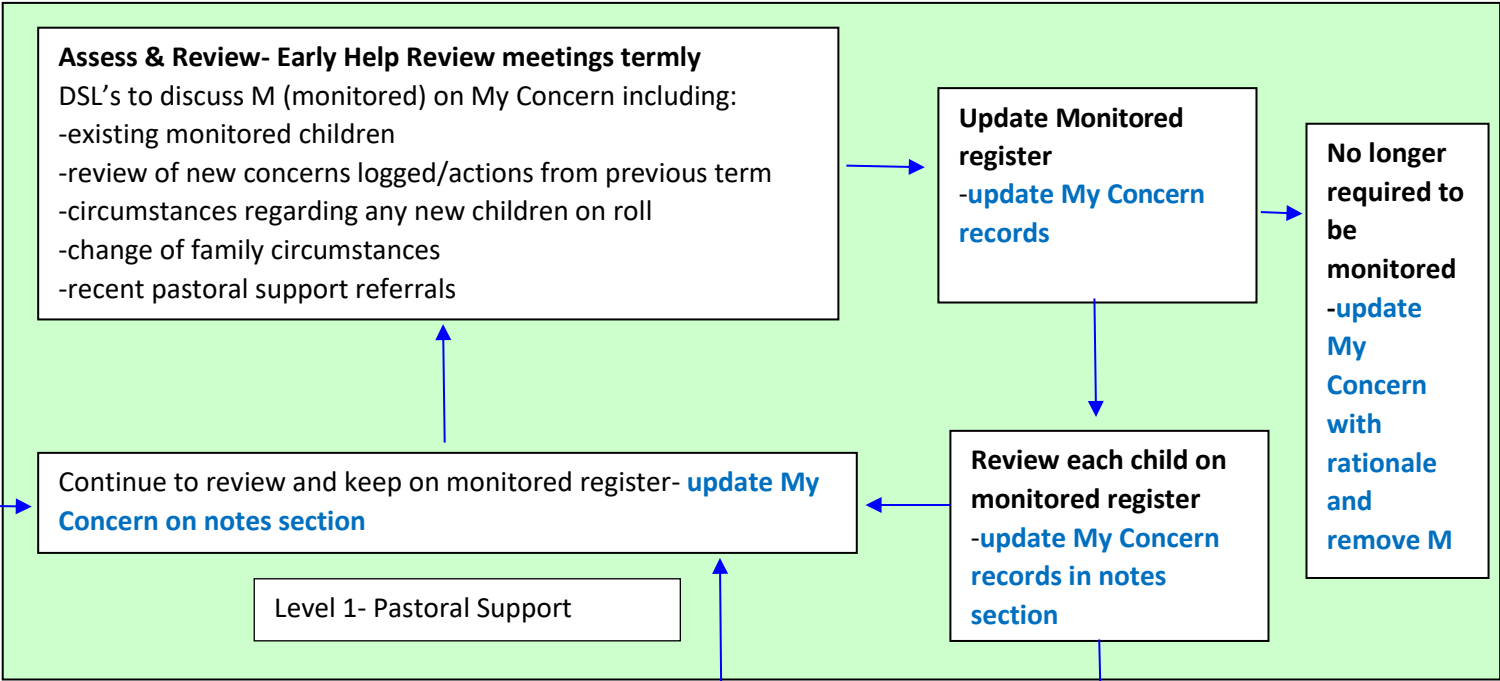 Assess & Review- Early Help Review meetings termly
DSL's to discuss M (monitored) on My Concern including:
-existing monitored children
-review of new concerns logged/actions from previous term
-circumstances regarding any new children on roll
-change of family circumstances
-recent pastoral support referrals
Update Monitored
register
-update My Concern
records
No longer
required to
be
monitored
-update
My
Concern
with
rationale
and
remove M
Continue to review and keep on monitored register- update My
Concern on notes section
Review each child on
monitored register
-update My Concern
records in notes
section
Level 1- Pastoral Support